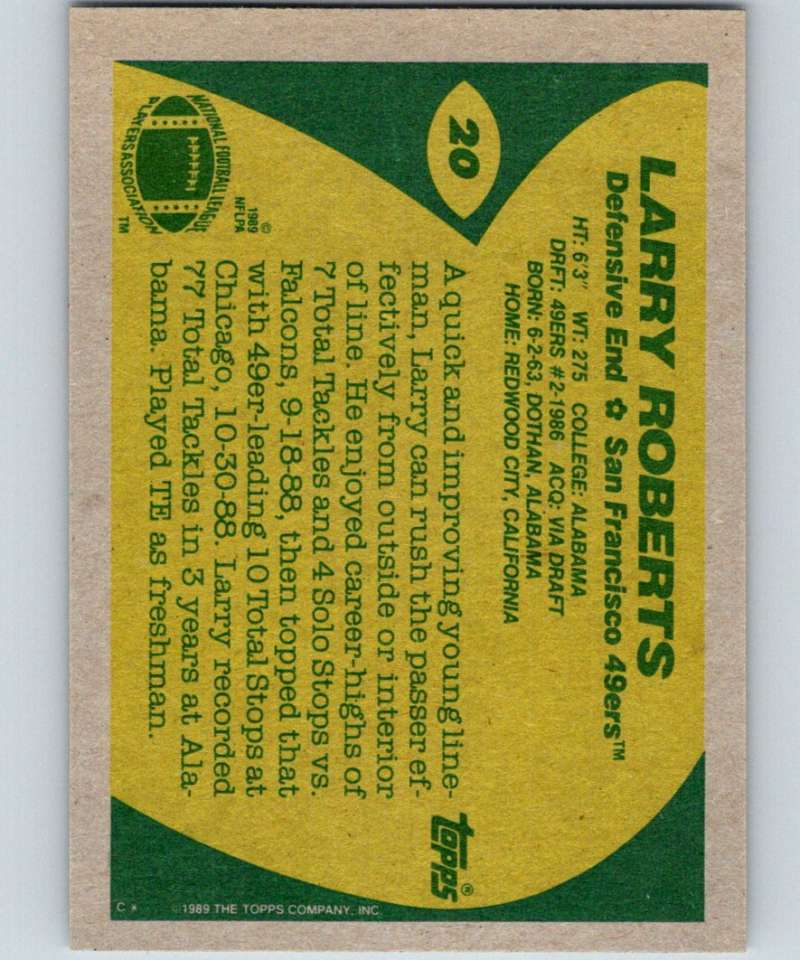 20
LARRY ROBERTS
Defensive End ✿ San Francisco 49ers™
HT: 6'3" WT: 275 COLLEGE: ALABAMA
DRFT: 49ERS #2-1986 ACQ: VIA DRAFT
BORN: 6-2-63, DOTHAN, ALABAMA
HOME: REDWOOD CITY, CALIFORNIA
A quick and improving young line-
man, Larry can rush the passer ef-
fectively from outside or interior
of line. He enjoyed career-highs of
7 Total Tackles and 4 Solo Stops vs.
Falcons, 9-18-88, then topped that
with 49er-leading 10 Total Stops at
Chicago, 10-30-88. Larry recorded
77 Total Tackles in 3 years at Ala-
bama. Played TE as freshman.
NATIONAL FOOTBALL LEAGUE
PLAYERS ASSOCIATION
TM
©
1989
NFLPA
topps®
C * ©1989 THE TOPPS COMPANY, INC.